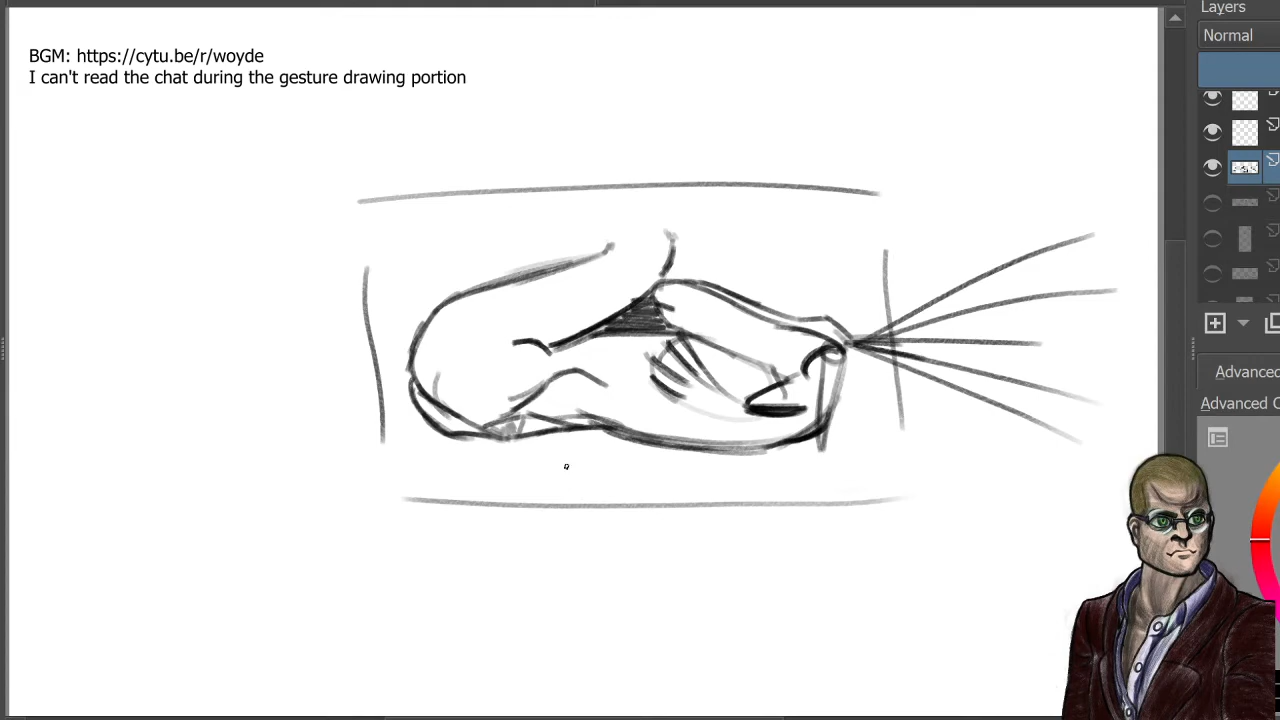 Layers
Normal
BGM: https://cytu.be/r/woyde
I can't read the chat during the gesture drawing portion
Advanced
Advanced C